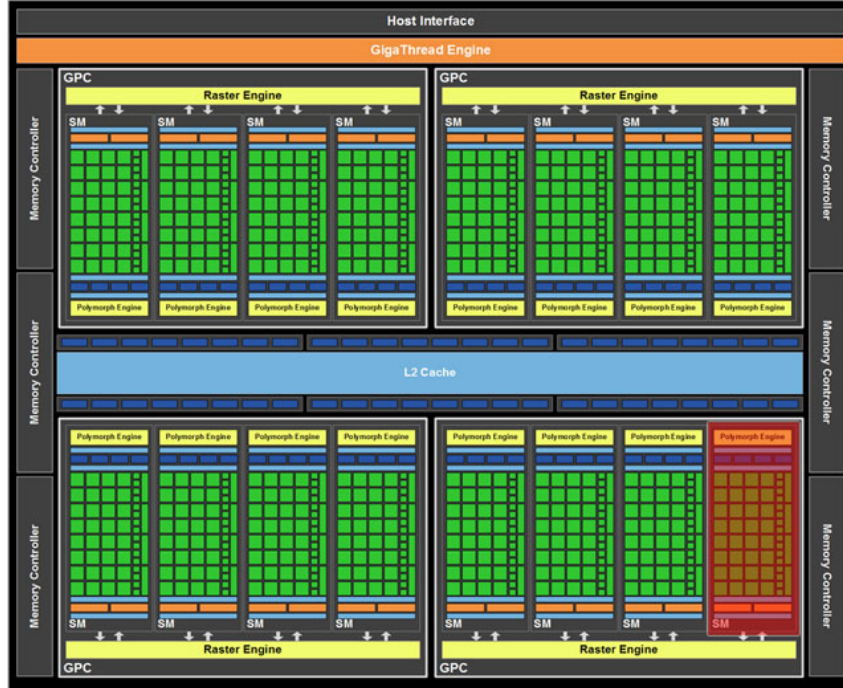 Host Interface
GigaThread Engine
GPC
GPC
Raster Engine
Raster Engine
Memory Controller
Memory Controller
SM SM SM SM
SM SM SM SM
Polymorph Engine Polymorph Engine Polymorph Engine Polymorph Engine
Polymorph Engine Polymorph Engine Polymorph Engine Polymorph Engine
Memory Controller
Memory Controller
L2 Cache
Polymorph Engine Polymorph Engine Polymorph Engine Polymorph Engine
Polymorph Engine Polymorph Engine Polymorph Engine Polymorph Engine
Memory Controller
Memory Controller
SM SM SM SM
SM SM SM SM
Raster Engine
Raster Engine
GPC
GPC